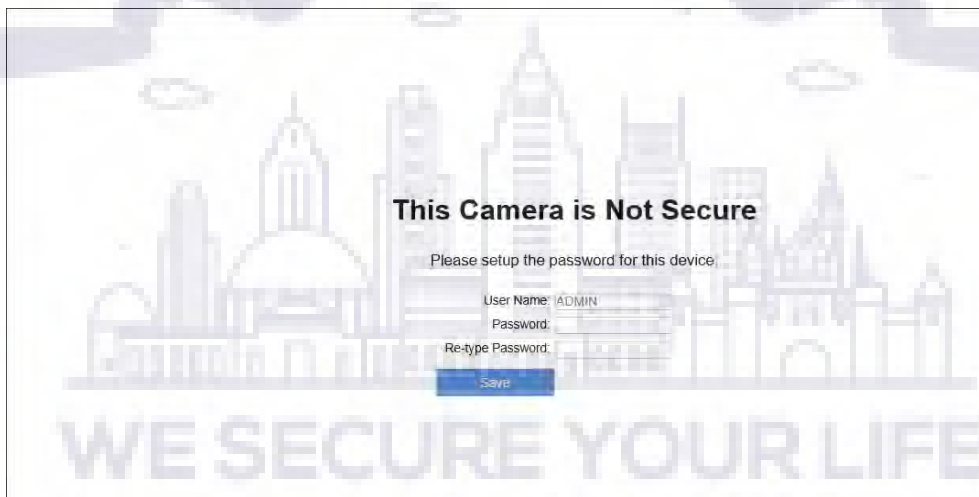 This Camera is Not Secure
Please setup the password for this device
User Name: ADMIN
Password:
Re-type Password:
Save
WE SECURE YOUR LIFE